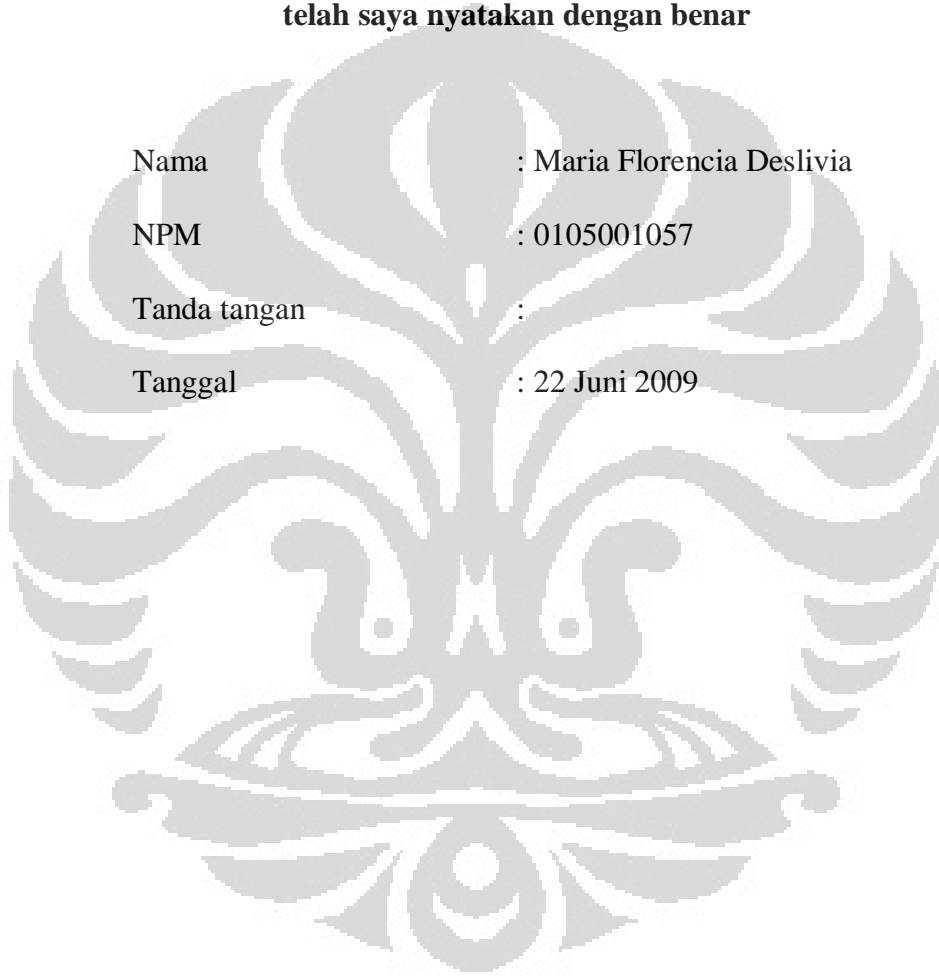 telah saya nyatakan dengan benar
Nama : Maria Florencia Deslivia
NPM : 0105001057
Tanda tangan :
Tanggal : 22 Juni 2009